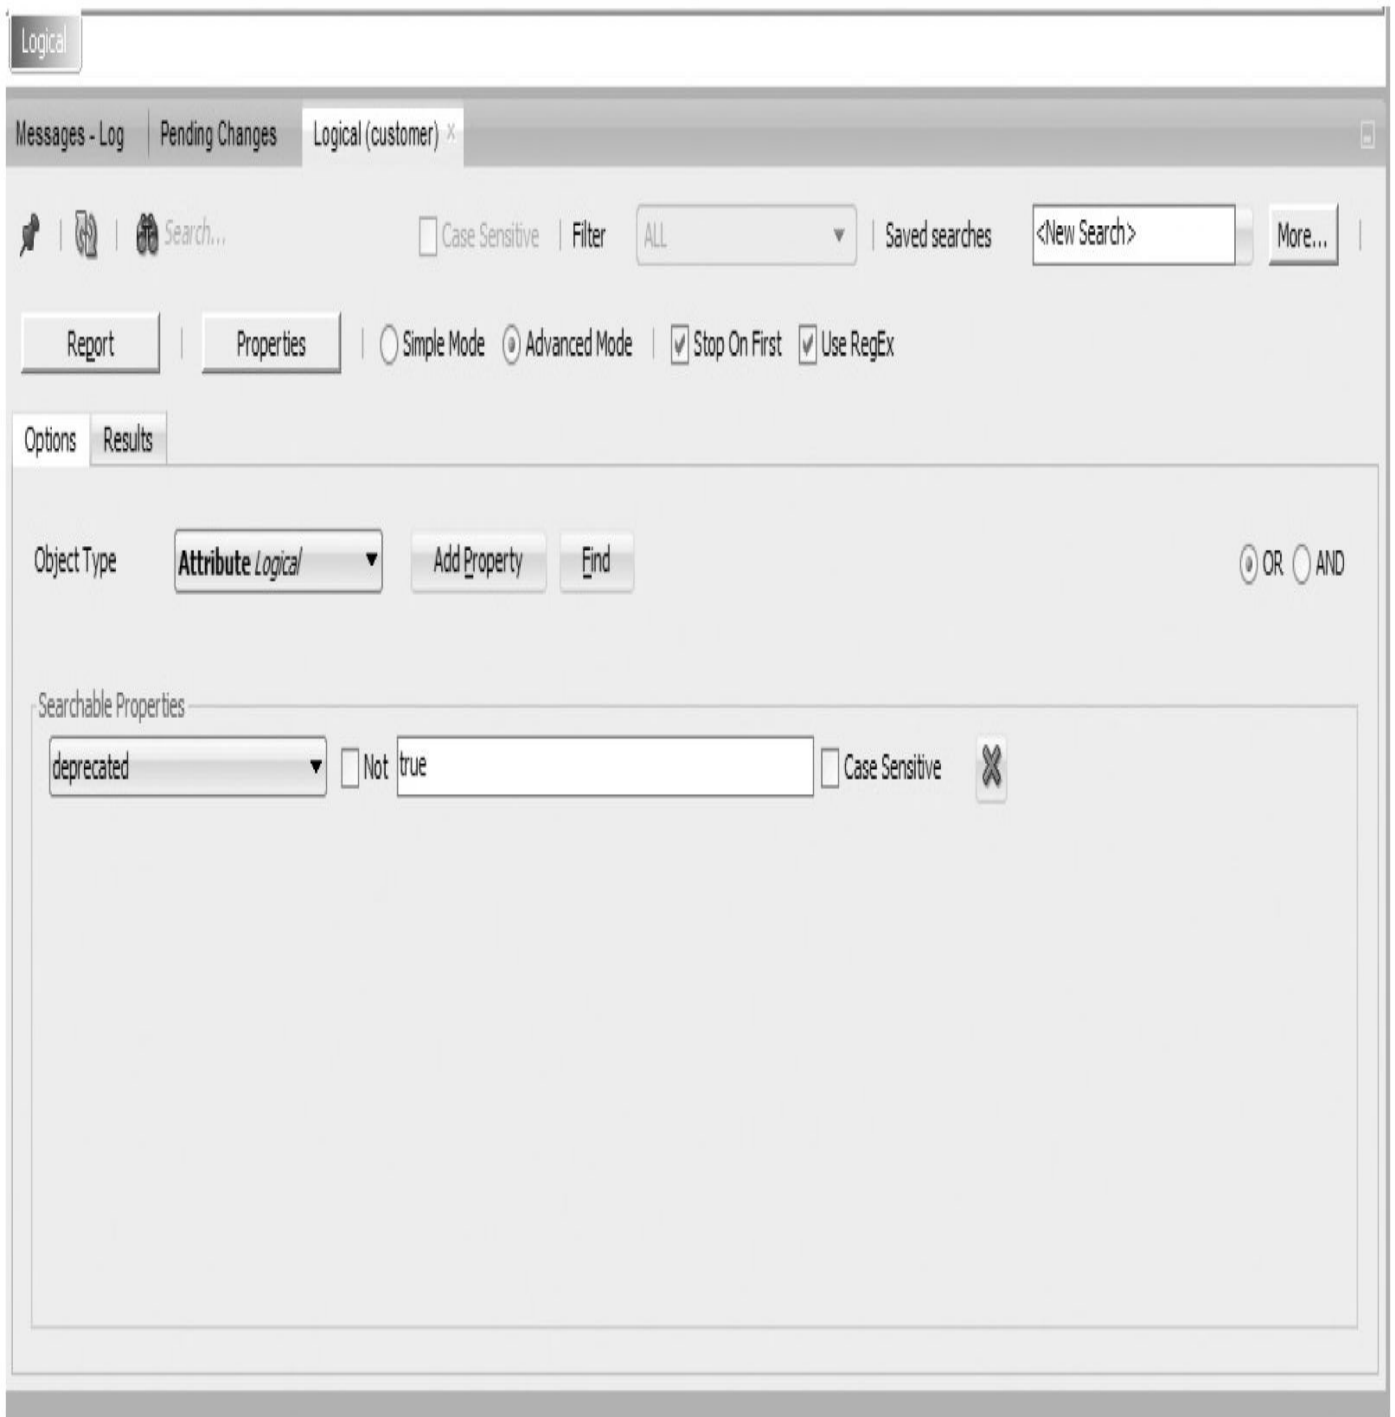 Logical
Messages - Log Pending Changes Logical (customer) x
Search... Case Sensitive Filter ALL Saved searches <New Search> More...
Report Properties Simple Mode Advanced Mode Stop On First Use RegEx
Options Results
Object Type Attribute Logical Add Property Find OR AND
Searchable Properties
deprecated Not true Case Sensitive